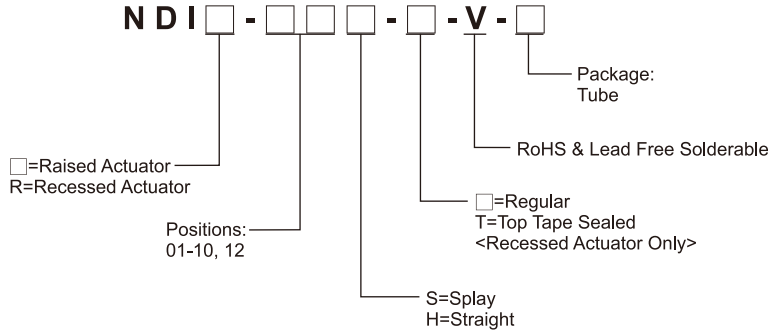 NDI□-□□□-□-V-□
Package:
Tube
RoHS & Lead Free Solderable
□=Raised Actuator
R=Recessed Actuator
□=Regular
T=Top Tape Sealed
<Recessed Actuator Only>
Positions:
01-10, 12
S=Splay
H=Straight